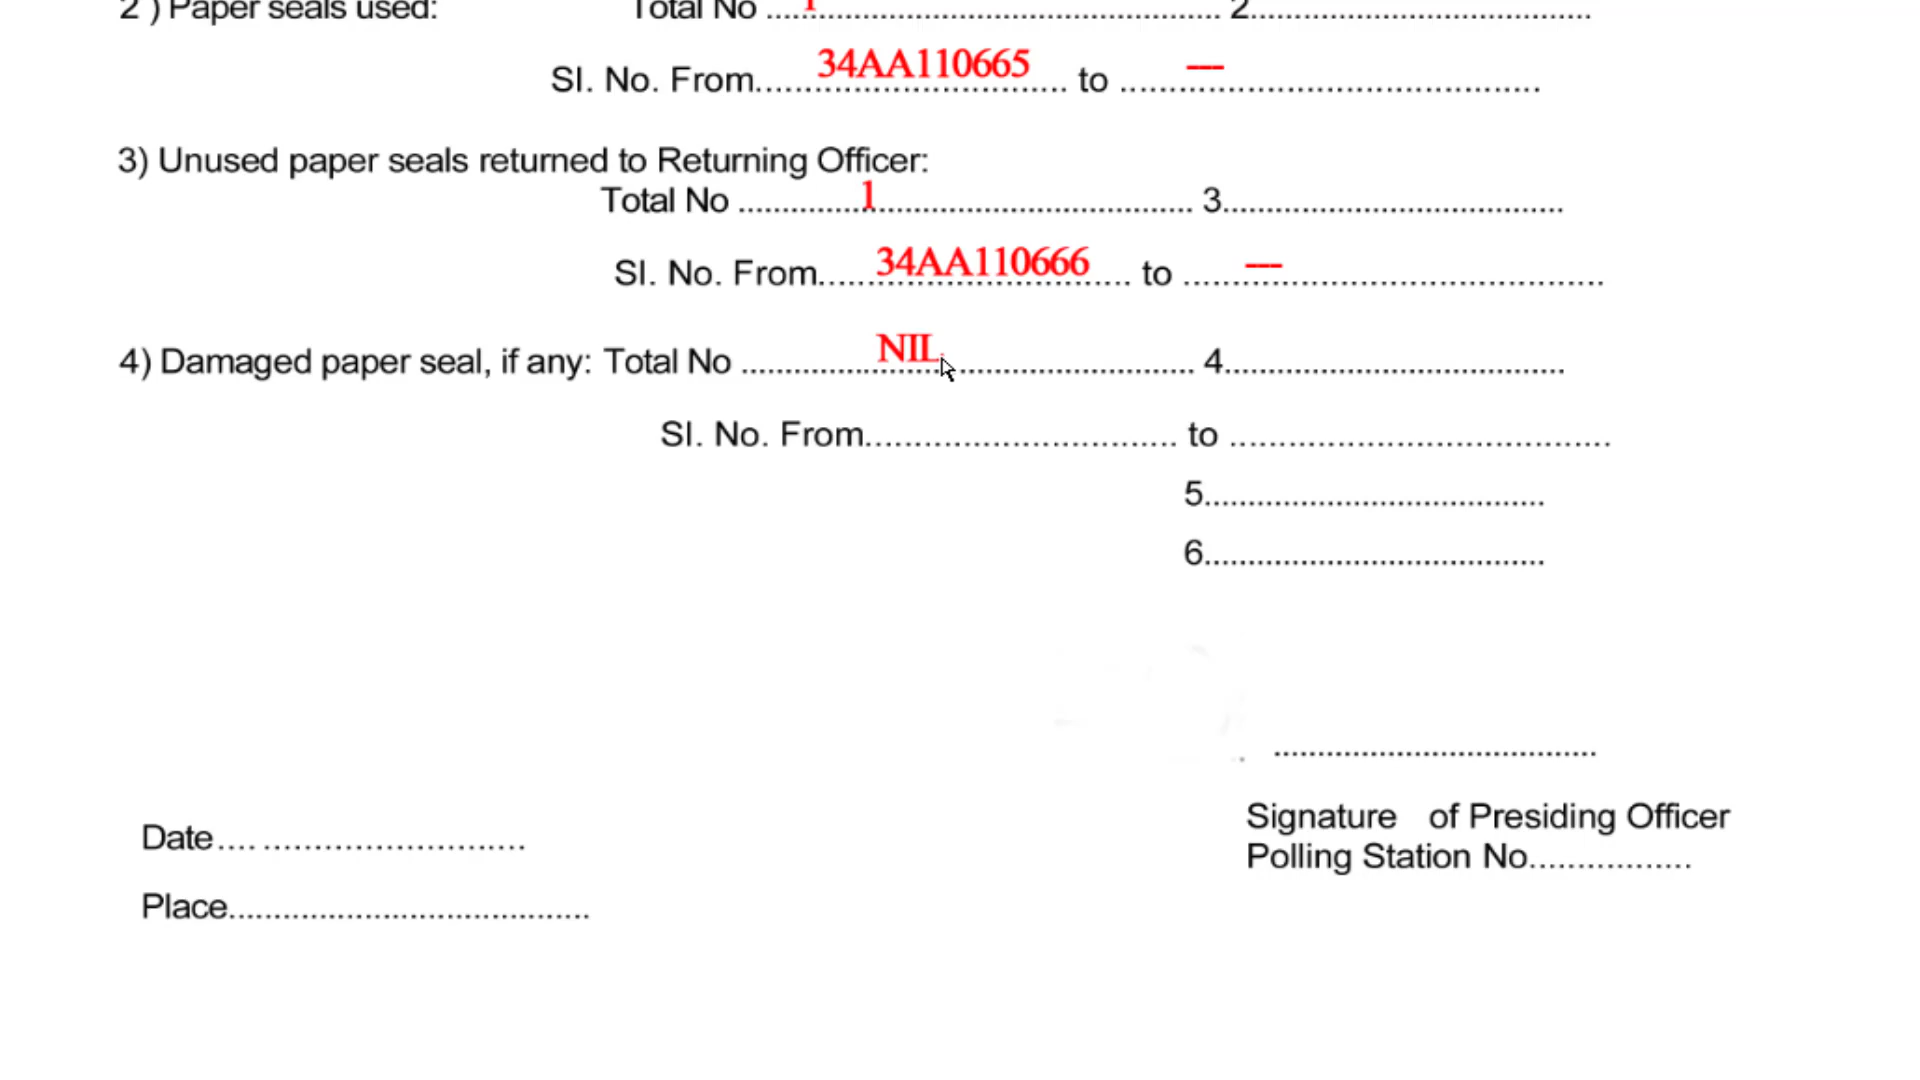 2 ) Paper seals used: Total No ....1.................................................. 2........................................
Sl. No. From......34AA110665.......... to ......---..............................
3) Unused paper seals returned to Returning Officer:
Total No ...............1..................................... 3........................................
Sl. No. From......34AA110666.......... to ......---..............................
4) Damaged paper seal, if any: Total No ...............NIL.............................. 4........................................
Sl. No. From............................... to ......................................
5........................................
6........................................
........................................
Signature of Presiding Officer
Date.... ..........................
Polling Station No................
Place.........................................